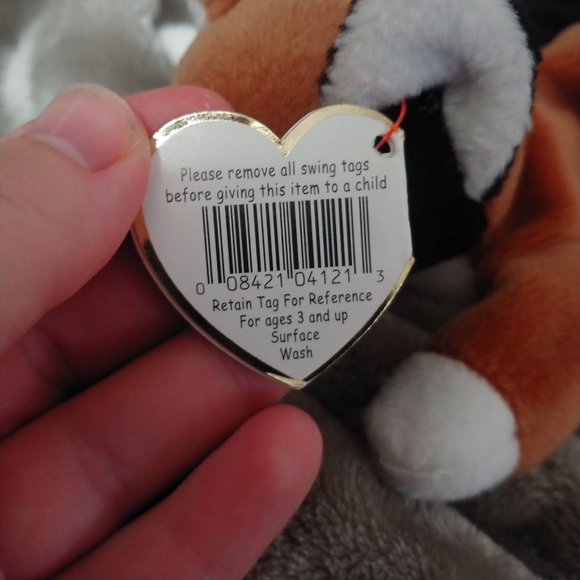 Please remove all swing tags
before giving this item to a child
0 08421 04121 3
Retain Tag For Reference
For ages 3 and up
Surface
Wash